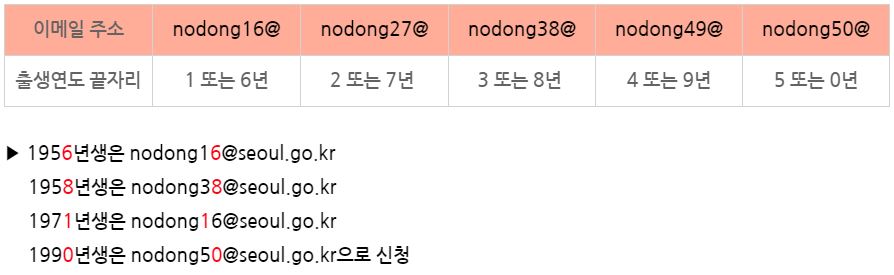 이메일 주소 nodong16@ nodong27@ nodong38@ nodong49@ nodong50@
출생연도 끝자리 1 또는 6년 2 또는 7년 3 또는 8년 4 또는 9년 5 또는 0년
▶ 1956년생은 nodong16@seoul.go.kr
1958년생은 nodong38@seoul.go.kr
1971년생은 nodong16@seoul.go.kr
1990년생은 nodong50@seoul.go.kr으로 신청